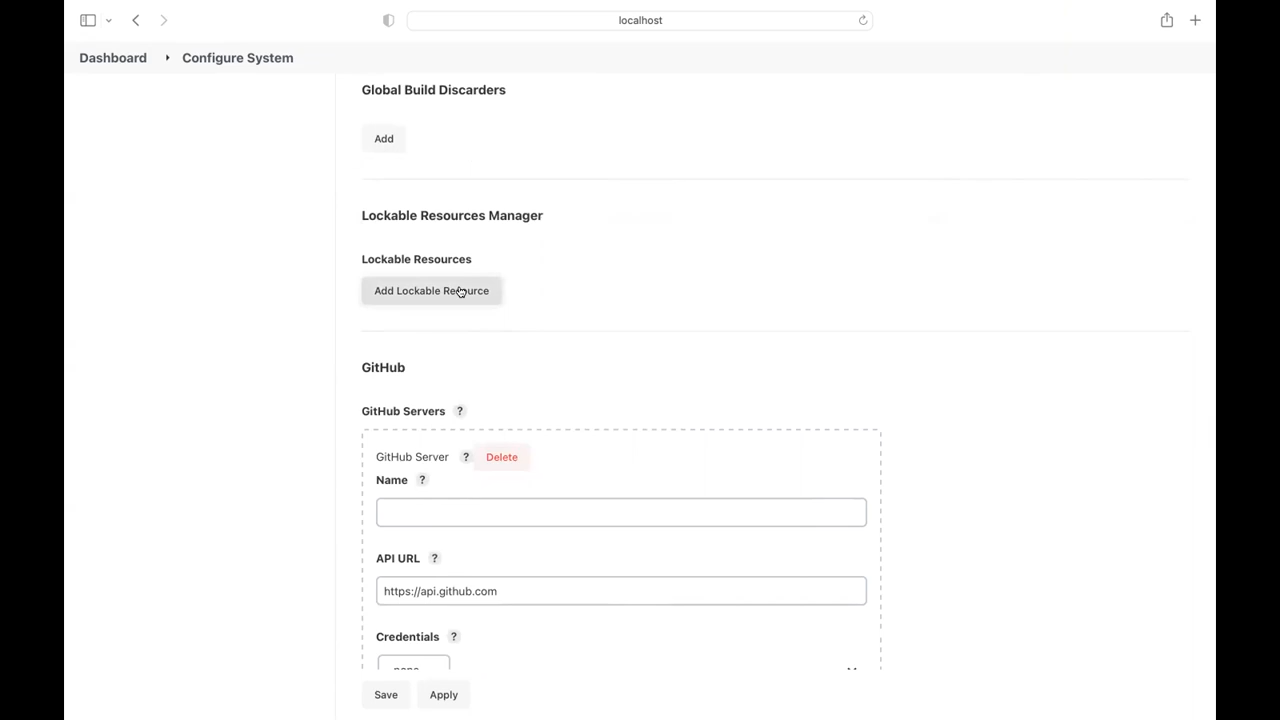 localhost
Dashboard
Configure System
Global Build Discarders
Add
Lockable Resources Manager
Lockable Resources
Add Lockable Resource
GitHub
GitHub Servers ?
GitHub Server ? Delete
Name ?
API URL ?
https://api.github.com
Credentials ?
Save Apply